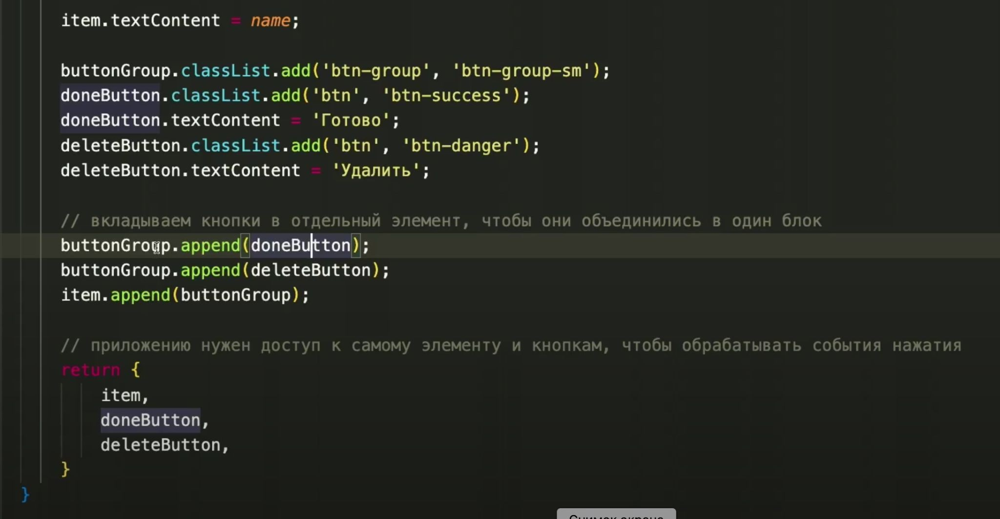 item.textContent = name;
buttonGroup.classList.add('btn-group', 'btn-group-sm');
doneButton.classList.add('btn', 'btn-success');
doneButton.textContent = 'Готово';
deleteButton.classList.add('btn', 'btn-danger');
deleteButton.textContent = 'Удалить';
// вкладываем кнопки в отдельный элемент, чтобы они объединились в один блок
buttonGroup.append(doneButton);
buttonGroup.append(deleteButton);
item.append(buttonGroup);
// приложению нужен доступ к самому элементу и кнопкам, чтобы обрабатывать события нажатия
return {
item,
doneButton,
deleteButton,
}
}
Снимок экрана